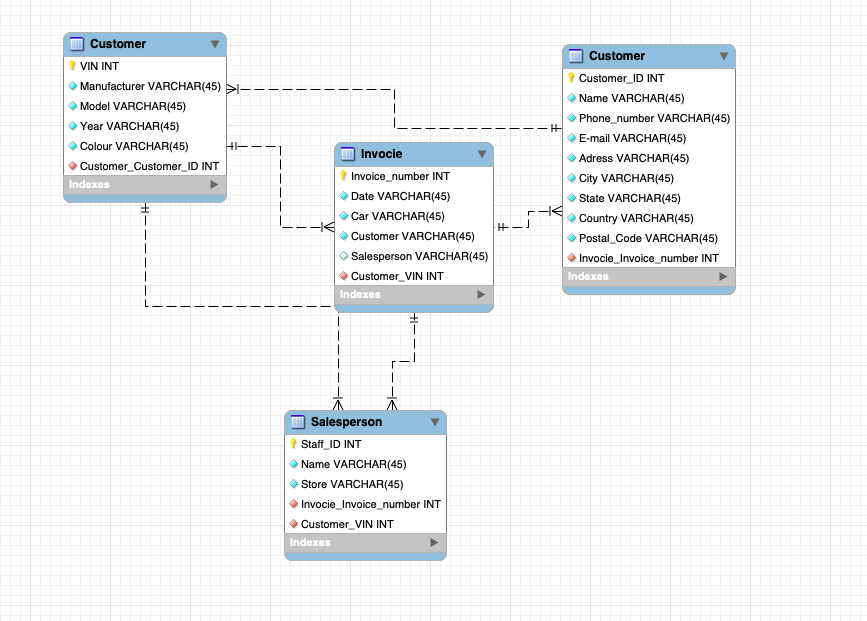 Customer
VIN INT
Manufacturer VARCHAR(45)
Model VARCHAR(45)
Year VARCHAR(45)
Colour VARCHAR(45)
Customer_Customer_ID INT
Indexes
Customer
Customer_ID INT
Name VARCHAR(45)
Phone_number VARCHAR(45)
E-mail VARCHAR(45)
Adress VARCHAR(45)
City VARCHAR(45)
State VARCHAR(45)
Country VARCHAR(45)
Postal_Code VARCHAR(45)
Invocie_Invoice_number INT
Indexes
Invocie
Invoice_number INT
Date VARCHAR(45)
Car VARCHAR(45)
Customer VARCHAR(45)
Salesperson VARCHAR(45)
Customer_VIN INT
Indexes
Salesperson
Staff_ID INT
Name VARCHAR(45)
Store VARCHAR(45)
Invocie_Invoice_number INT
Customer_VIN INT
Indexes